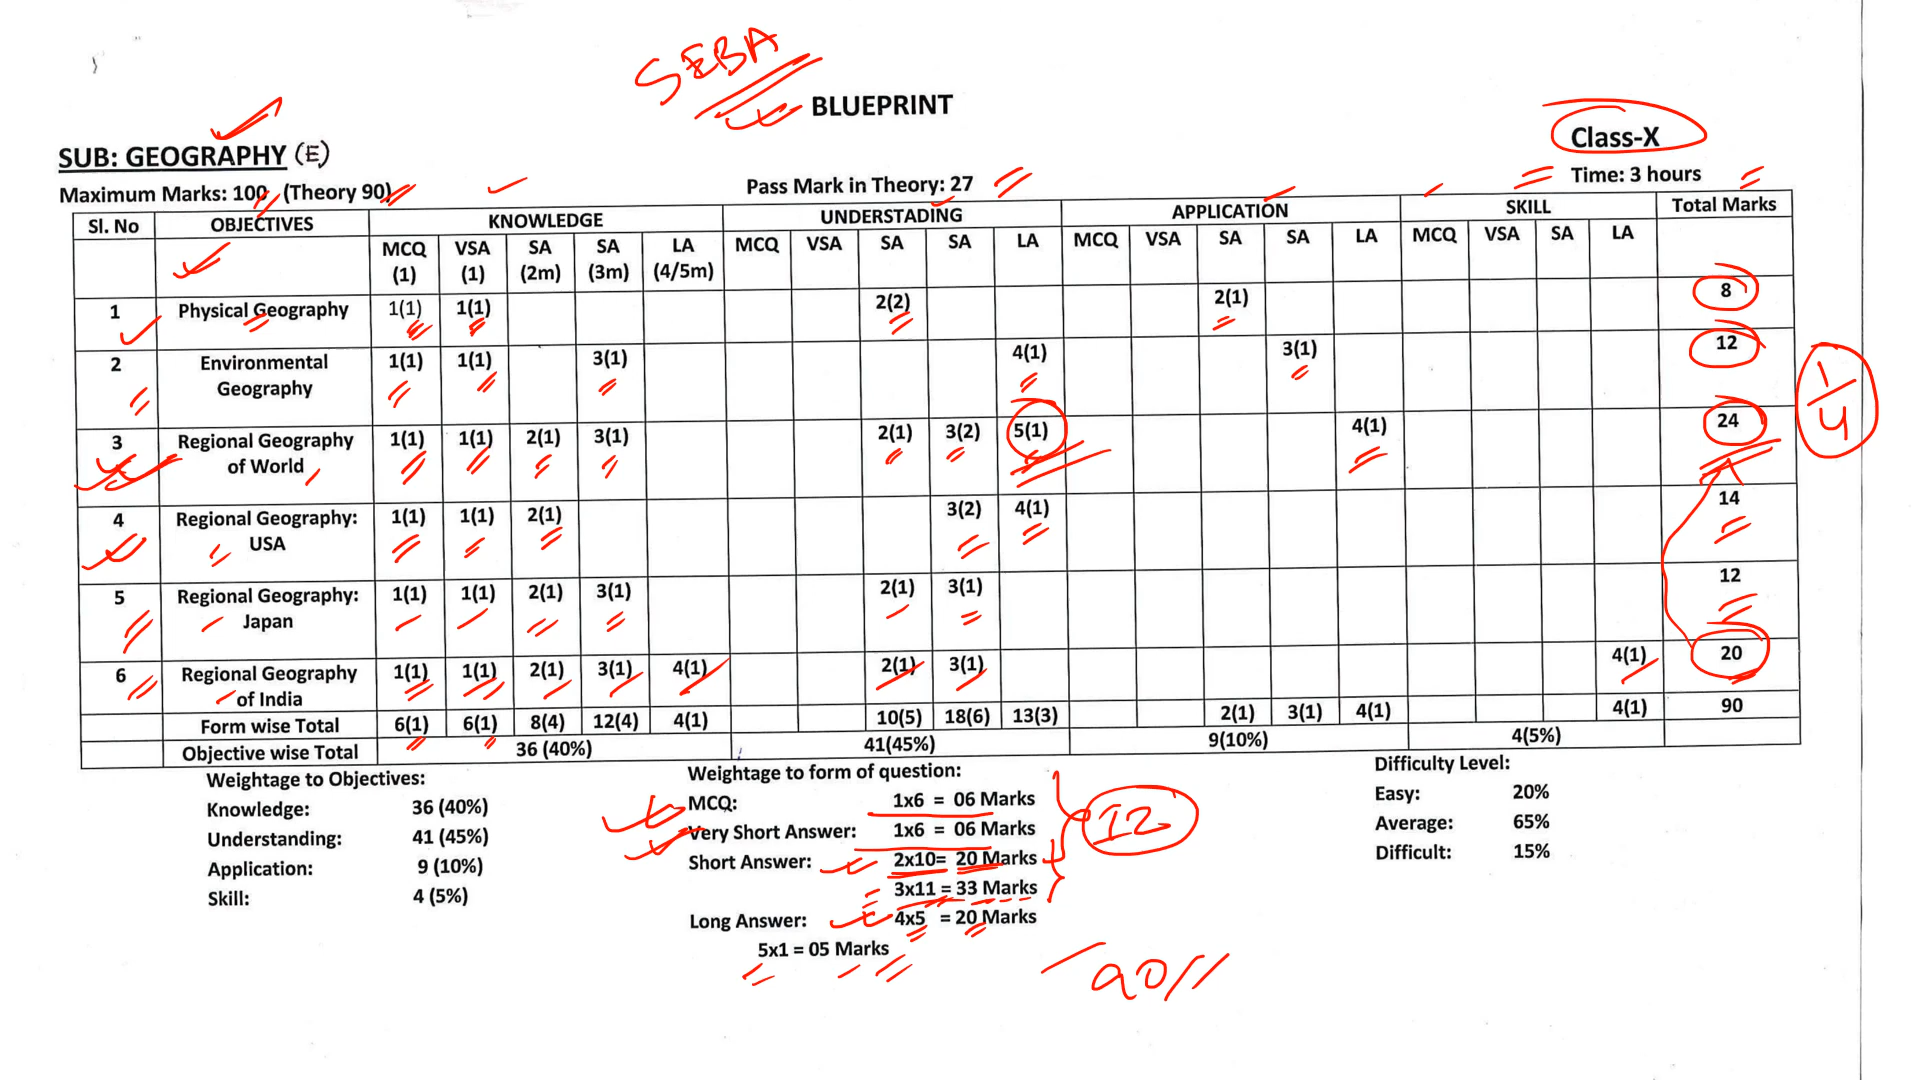 SEBA
BLUEPRINT
Class-X
SUB: GEOGRAPHY (E)
Maximum Marks: 100 (Theory 90) Pass Mark in Theory: 27 Time: 3 hours
Sl. No OBJECTIVES KNOWLEDGE UNDERSTADING APPLICATION SKILL Total Marks
MCQ (1) VSA (1) SA (2m) SA (3m) LA (4/5m) MCQ VSA SA SA LA MCQ VSA SA SA LA MCQ VSA SA LA
1 Physical Geography 1(1) 1(1) 2(2) 2(1) 8
2 Environmental Geography 1(1) 1(1) 3(1) 4(1) 3(1) 12
1/4
3 Regional Geography of World 1(1) 1(1) 2(1) 3(1) 2(1) 3(2) 5(1) 4(1) 24
4 Regional Geography: USA 1(1) 1(1) 2(1) 3(2) 4(1) 14
5 Regional Geography: Japan 1(1) 1(1) 2(1) 3(1) 2(1) 3(1) 12
6 Regional Geography of India 1(1) 1(1) 2(1) 3(1) 4(1) 2(1) 3(1) 4(1) 20
Form wise Total 6(1) 6(1) 8(4) 12(4) 4(1) 10(5) 18(6) 13(3) 2(1) 3(1) 4(1) 4(1) 90
Objective wise Total 36 (40%) 41(45%) 9(10%) 4(5%)
Weightage to Objectives:
Knowledge: 36 (40%)
Understanding: 41 (45%)
Application: 9 (10%)
Skill: 4 (5%)
Weightage to form of question:
MCQ: 1x6 = 06 Marks
Very Short Answer: 1x6 = 06 Marks
12
Short Answer: 2x10= 20 Marks
3x11 = 33 Marks
Long Answer: 4x5 = 20 Marks
5x1 = 05 Marks
90
Difficulty Level:
Easy: 20%
Average: 65%
Difficult: 15%